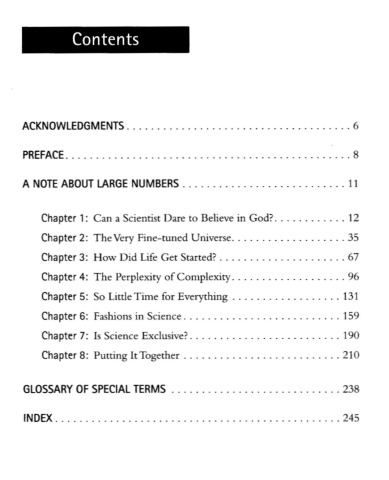 Contents
ACKNOWLEDGMENTS . . . . . . . . . . . . . . . . . . . . . . . . . . . . . . . . . . . . . 6
PREFACE. . . . . . . . . . . . . . . . . . . . . . . . . . . . . . . . . . . . . . . . . . . . . . . 8
A NOTE ABOUT LARGE NUMBERS . . . . . . . . . . . . . . . . . . . . . . . . . . . 11
Chapter 1: Can a Scientist Dare to Believe in God?. . . . . . . . . . . . 12
Chapter 2: The Very Fine-tuned Universe. . . . . . . . . . . . . . . . . . . 35
Chapter 3: How Did Life Get Started? . . . . . . . . . . . . . . . . . . . . . 67
Chapter 4: The Perplexity of Complexity. . . . . . . . . . . . . . . . . . . 96
Chapter 5: So Little Time for Everything . . . . . . . . . . . . . . . . . . 131
Chapter 6: Fashions in Science. . . . . . . . . . . . . . . . . . . . . . . . . . 159
Chapter 7: Is Science Exclusive?. . . . . . . . . . . . . . . . . . . . . . . . . 190
Chapter 8: Putting It Together . . . . . . . . . . . . . . . . . . . . . . . . . . 210
GLOSSARY OF SPECIAL TERMS . . . . . . . . . . . . . . . . . . . . . . . . . . . . 238
INDEX . . . . . . . . . . . . . . . . . . . . . . . . . . . . . . . . . . . . . . . . . . . . . . . 245